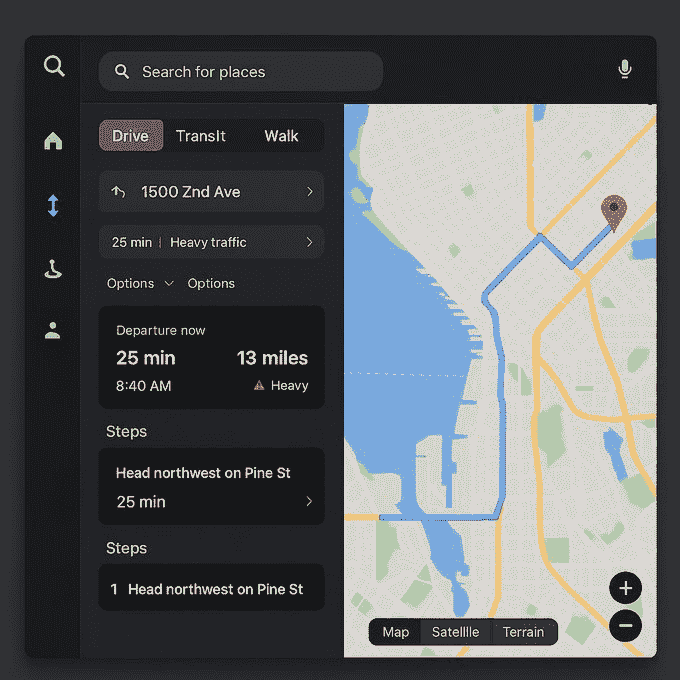 Search for places
Drive TransIt Walk
1500 Znd Ave
25 min | Heavy traffic
Options Options
Departure now
25 min 13 miles
8:40 AM Heavy
Steps
Head northwest on Pine St
25 min
Steps
1 Head northwest on Pine St
Map Satelllle Terrain